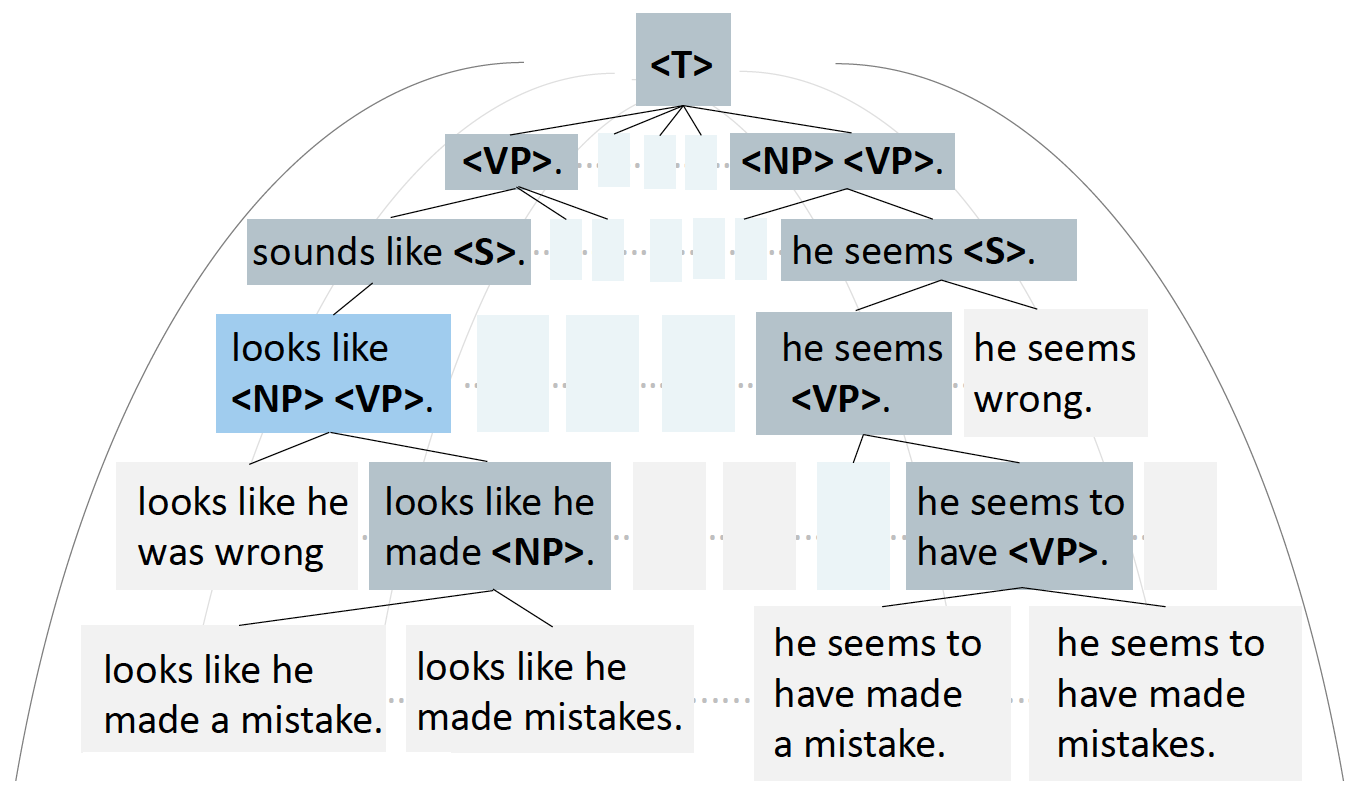 <T>
<VP>.
<NP> <VP>.
sounds like <S>.
he seems <S>.
looks like
<NP> <VP>.
he seems
<VP>.
he seems
wrong.
looks like he
was wrong
looks like he
made <NP>.
he seems to
have <VP>.
looks like he
made a mistake.
looks like he
made mistakes.
he seems to
have made
a mistake.
he seems to
have made
mistakes.